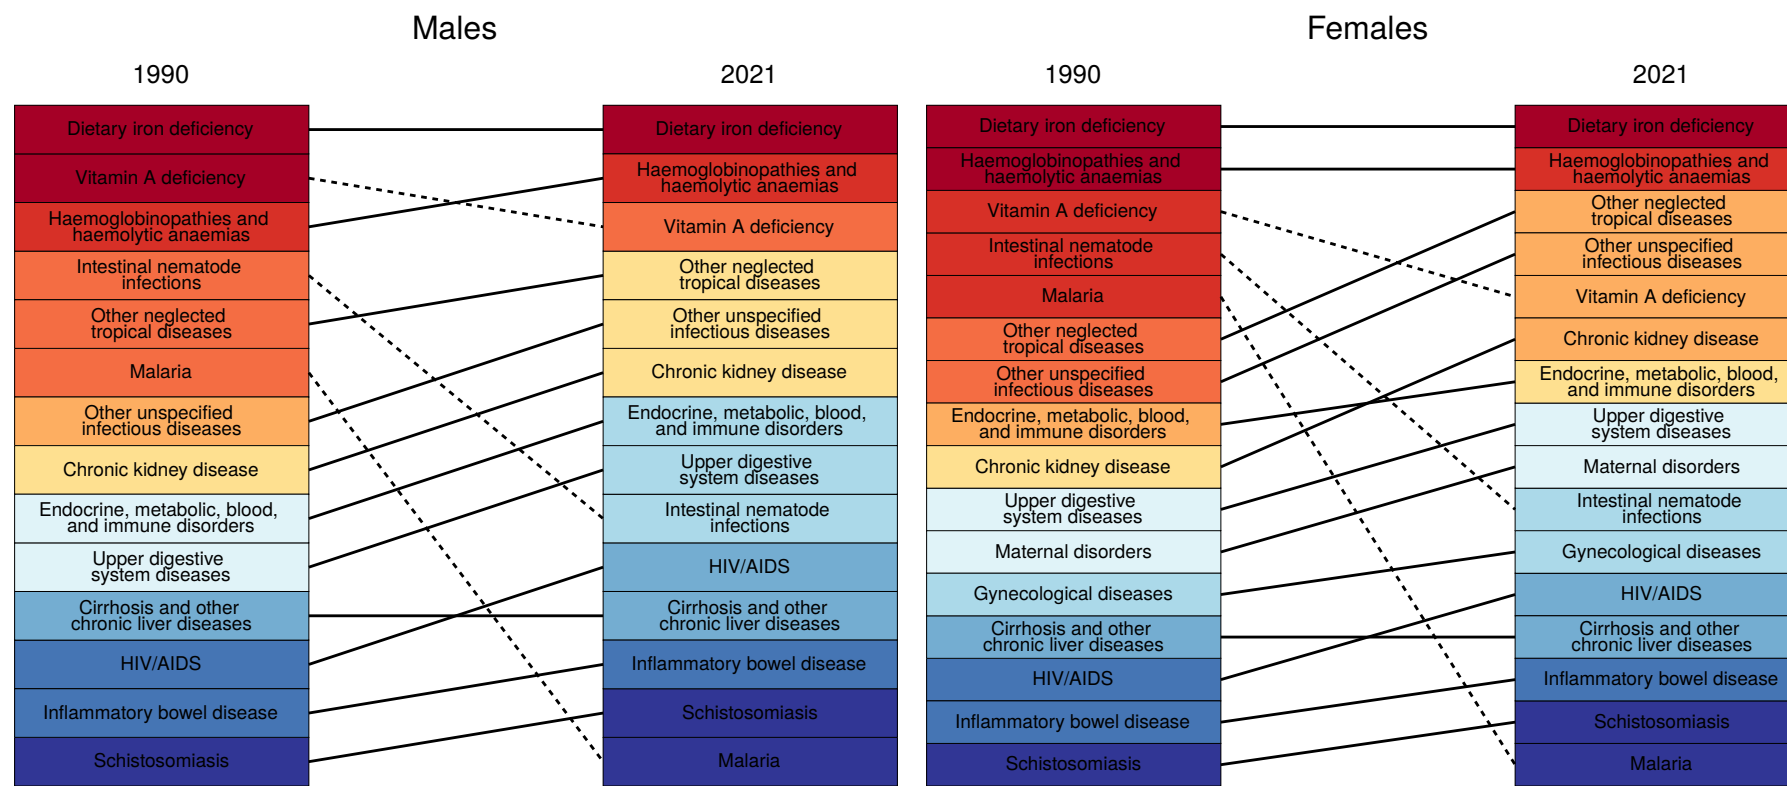 Males
1990
2021
Dietary iron deficiency
Vitamin A deficiency
Haemoglobinopathies and
haemolytic anaemias
Intestinal nematode
infections
Other neglected
tropical diseases
Malaria
Other unspecified
infectious diseases
Chronic kidney disease
Endocrine, metabolic, blood,
and immune disorders
Upper digestive
system diseases
Cirrhosis and other
chronic liver diseases
HIV/AIDS
Inflammatory bowel disease
Schistosomiasis
Dietary iron deficiency
Haemoglobinopathies and
haemolytic anaemias
Vitamin A deficiency
Other neglected
tropical diseases
Other unspecified
infectious diseases
Chronic kidney disease
Endocrine, metabolic, blood,
and immune disorders
Upper digestive
system diseases
Intestinal nematode
infections
HIV/AIDS
Cirrhosis and other
chronic liver diseases
Inflammatory bowel disease
Schistosomiasis
Malaria
Females
1990
2021
Dietary iron deficiency
Haemoglobinopathies and
haemolytic anaemias
Vitamin A deficiency
Intestinal nematode
infections
Malaria
Other neglected
tropical diseases
Other unspecified
infectious diseases
Endocrine, metabolic, blood,
and immune disorders
Chronic kidney disease
Upper digestive
system diseases
Maternal disorders
Gynecological diseases
Cirrhosis and other
chronic liver diseases
HIV/AIDS
Inflammatory bowel disease
Schistosomiasis
Dietary iron deficiency
Haemoglobinopathies and
haemolytic anaemias
Other neglected
tropical diseases
Other unspecified
infectious diseases
Vitamin A deficiency
Chronic kidney disease
Endocrine, metabolic, blood,
and immune disorders
Upper digestive
system diseases
Maternal disorders
Intestinal nematode
infections
Gynecological diseases
HIV/AIDS
Cirrhosis and other
chronic liver diseases
Inflammatory bowel disease
Schistosomiasis
Malaria